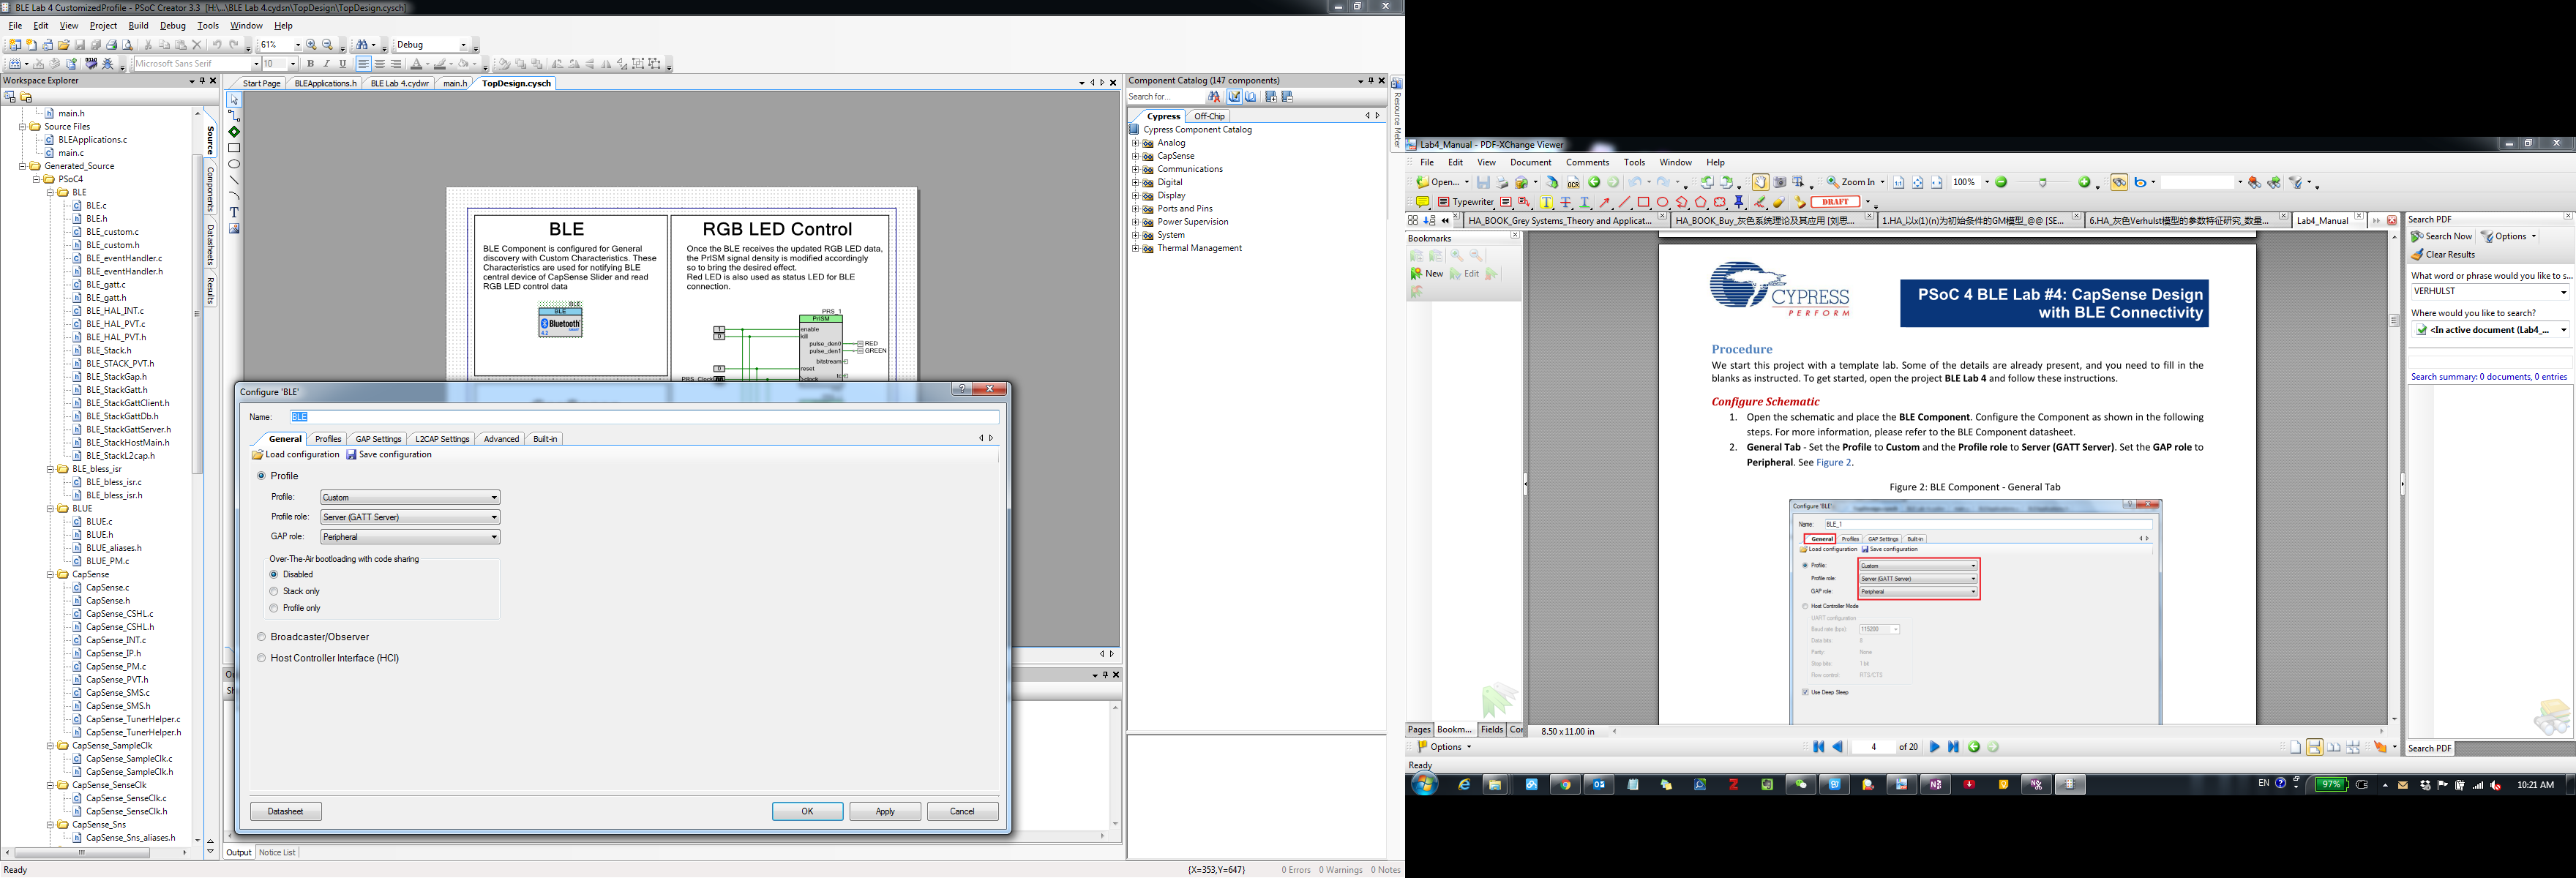 BLE Lab 4 CustomizedProfile - PSoC Creator 3.3 [H:\...\BLE Lab 4.cydsn\TopDesign\TopDesign.cysch]
File Edit View Project Build Debug Tools Window Help
61% Debug
Microsoft Sans Serif 10 B I U
Workspace Explorer
main.h
Source Files
BLEApplications.c
main.c
Generated_Source
PSoC4
BLE
BLE.c
BLE.h
BLE_custom.c
BLE_custom.h
BLE_eventHandler.c
BLE_eventHandler.h
BLE_gatt.c
BLE_gatt.h
BLE_HAL_INT.c
BLE_HAL_PVT.c
BLE_HAL_PVT.h
BLE_Stack.h
BLE_STACK_PVT.h
BLE_StackGap.h
BLE_StackGatt.h
BLE_StackGattClient.h
BLE_StackGattDb.h
BLE_StackGattServer.h
BLE_StackHostMain.h
BLE_StackL2cap.h
BLE_bless_isr
BLE_bless_isr.c
BLE_bless_isr.h
BLUE
BLUE.c
BLUE.h
BLUE_aliases.h
BLUE_PM.c
CapSense
CapSense.c
CapSense.h
CapSense_CSHL.c
CapSense_CSHL.h
CapSense_INT.c
CapSense_IP.h
CapSense_PM.c
CapSense_PVT.h
CapSense_SMS.c
CapSense_SMS.h
CapSense_TunerHelper.c
CapSense_TunerHelper.h
CapSense_SampleClk
CapSense_SampleClk.c
CapSense_SampleClk.h
CapSense_SenseClk
CapSense_SenseClk.c
CapSense_SenseClk.h
CapSense_Sns
CapSense_Sns_aliases.h
Source
Components
Datasheets
Results
Start Page BLEApplications.h BLE Lab 4.cydwr main.h TopDesign.cysch
BLE
BLE Component is configured for General
discovery with Custom Characteristics. These
Characteristics are used for notifying BLE
central device of CapSense Slider and read
RGB LED control data
BLE
BLE
Bluetooth
4.2
RGB LED Control
Once the BLE receives the updated RGB LED data,
the PrISM signal density is modified accordingly
so to bring the desired effect.
Red LED is also used as status LED for BLE
connection.
PRS_1
PrISM
1 enable
0 kill
pulse_den0 RED
pulse_den1 GREEN
bitstream
0 reset tc
PRS_Clock clock
Configure 'BLE'
Name: BLE
General Profiles GAP Settings L2CAP Settings Advanced Built-in
Load configuration Save configuration
Profile
Profile: Custom
Profile role: Server (GATT Server)
GAP role: Peripheral
Over-The-Air bootloading with code sharing
Disabled
Stack only
Profile only
Broadcaster/Observer
Host Controller Interface (HCI)
Datasheet OK Apply Cancel
Output Notice List
Ready {X=353,Y=647} 0 Errors 0 Warnings 0 Notes
Component Catalog (147 components)
Search for...
Cypress Off-Chip
Cypress Component Catalog
Analog
CapSense
Communications
Digital
Display
Ports and Pins
Power Supervision
System
Thermal Management
Resource Meter
Lab4_Manual - PDF-XChange Viewer
File Edit View Document Comments Tools Window Help
Open... OCR 100% Zoom In
Typewriter DRAFT
HA_BOOK_Grey Systems_Theory and Applicat... HA_BOOK_Buy_灰色系统理论及其应用 [刘思... 1.HA_以x(1)(n)为初始条件的GM模型_@@ [SE... 6.HA_灰色Verhulst模型的参数特征研究_数量... Lab4_Manual
Bookmarks
New Edit
CYPRESS
PERFORM
PSoC 4 BLE Lab #4: CapSense Design
with BLE Connectivity
Procedure
We start this project with a template lab. Some of the details are already present, and you need to fill in the
blanks as instructed. To get started, open the project BLE Lab 4 and follow these instructions.
Configure Schematic
1. Open the schematic and place the BLE Component. Configure the Component as shown in the following
steps. For more information, please refer to the BLE Component datasheet.
2. General Tab - Set the Profile to Custom and the Profile role to Server (GATT Server). Set the GAP role to
Peripheral. See Figure 2.
Figure 2: BLE Component - General Tab
Configure 'BLE'
Name: BLE_1
General Profiles GAP Settings Built-in
Load configuration Save configuration
Profile: Custom
Profile role: Server (GATT Server)
GAP role: Peripheral
Host Controller Mode
UART configuration
Baud rate (bps): 115200
Data bits: 8
Parity: None
Stop bits: 1 bit
Flow control: RTS/CTS
Use Deep Sleep
Pages Bookm... Fields
8.50 x 11.00 in
Options 4 of 20
Ready
Search PDF
Search Now Options
Clear Results
What word or phrase would you like to s...
VERHULST
Where would you like to search?
<In active document (Lab4_...
Search summary: 0 documents, 0 entries
Search PDF
EN 97% 10:21 AM